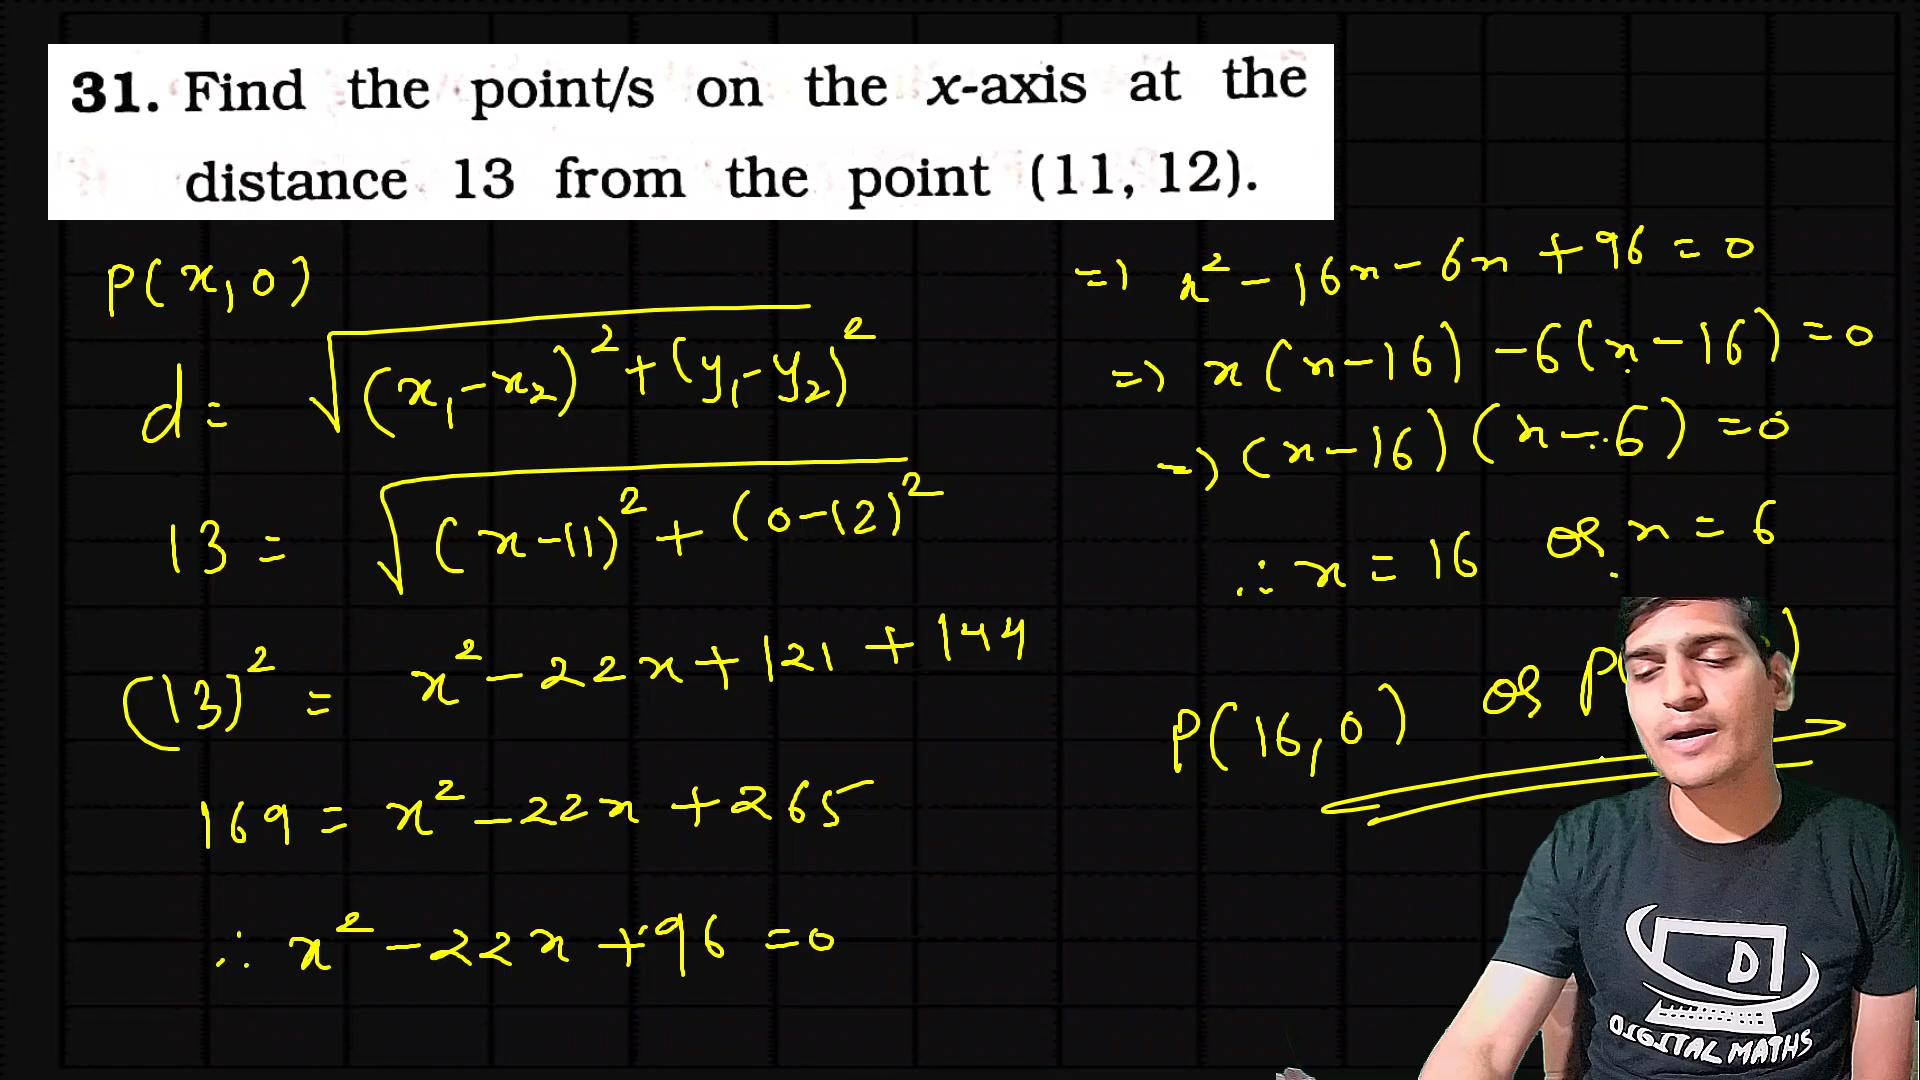 31. Find the point/s on the x-axis at the
distance 13 from the point (11, 12).
P(x, 0)
d = √(x₁-x₂)² + (y₁-y₂)²
13 = √(x-11)² + (0-12)²
(13)² = x² - 22x + 121 + 144
169 = x² - 22x + 265
∴ x² - 22x + 96 = 0
=> x² - 16x - 6x + 96 = 0
=> x(x-16) - 6(x-16) = 0
=> (x-16)(x-6) = 0
∴ x = 16 or x = 6
P(16, 0) or P( )
D
DIGITAL MATHS